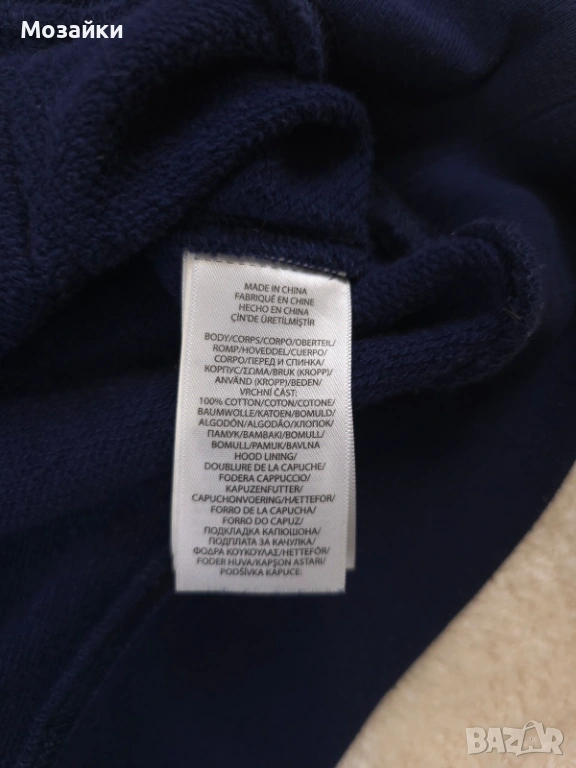 Мозайки
MADE IN CHINA
FABRIQUÉ EN CHINE
HECHO EN CHINA
ÇİN'DE ÜRETİLMİŞTİR
BODY/CORPS/CORPO/OBERTEIL/
ROMP/HOVEDDEL/CUERPO/
CORPO/ПЕРЕД И СПИНКА/
КОРПУС/ΣΩΜΑ/BRUK (KROPP)/
ANVÄND (KROPP)/BEDEN/
VRCHNÍ ČÁST:
100% COTTON/COTON/COTONE/
BAUMWOLLE/KATOEN/BOMULD/
ALGODÓN/ALGODÃO/ХЛОПОК/
ПАМУК/ΒΑΜΒΑΚΙ/BOMULL/
BOMULL/PAMUK/BAVLNA
HOOD LINING/
DOUBLURE DE LA CAPUCHE/
FODERA CAPPUCCIO/
KAPUZENFUTTER/
CAPUCHONVOERING/HÆTTEFOR/
FORRO DE LA CAPUCHA/
FORRO DO CAPUZ/
ПОДКЛАДКА КАПЮШОНА/
ПОДПЛАТА ЗА КАЧУЛКА/
ΦΟΔΡΑ ΚΟΥΚΟΥΛΑΣ/HETTEFÔR/
FODER HUVA/KAPŞON ASTARI/
PODŠÍVKA KAPUCE:
BAZAR